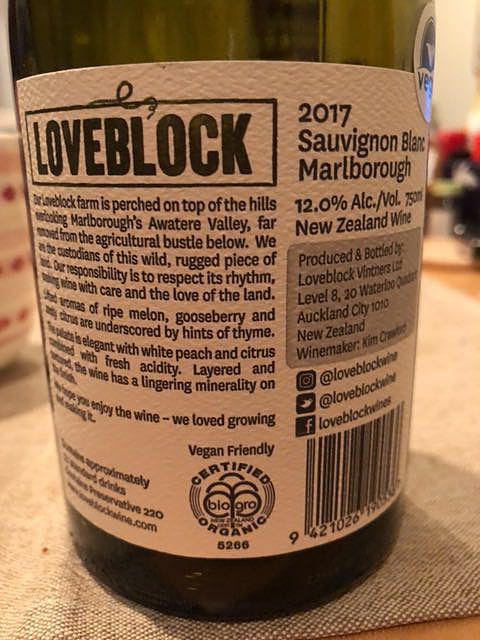 LOVEBLOCK
Our Loveblock farm is perched on top of the hills
overlooking Marlborough's Awatere Valley, far
removed from the agricultural bustle below. We
are the custodians of this wild, rugged piece of
land. Our responsibility is to respect its rhythm,
making wine with care and the love of the land.
Lifted aromas of ripe melon, gooseberry and
citrus are underscored by hints of thyme.
The palate is elegant with white peach and citrus
combined with fresh acidity. Layered and
the wine has a lingering minerality on
finish.
We hope you enjoy the wine – we loved growing
and making it.
approximately
standard drinks
Preservative 220
www.loveblockwine.com
Vegan Friendly
CERTIFIED
biogro
NEW ZEALAND
ORGANIC
5266
2017
Sauvignon Blanc
Marlborough
12.0% Alc./Vol. 750ml
New Zealand Wine
Produced & Bottled by:
Loveblock Vintners Ltd
Level 8, 20 Waterloo Quadrant
Auckland City 1010
New Zealand
Winemaker: Kim Crawford
@loveblockwine
@loveblockwine
loveblockwines
9 421026